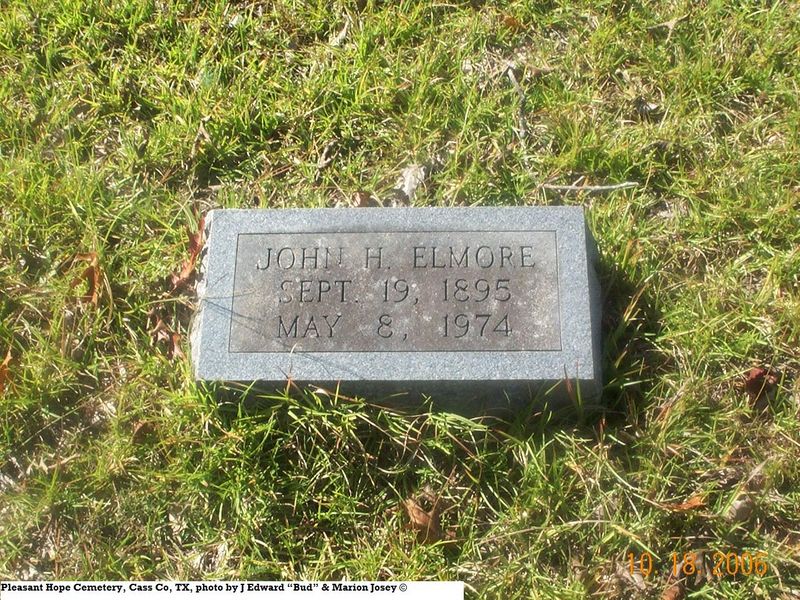 JOHN H. ELMORE
SEPT. 19, 1895
MAY 8, 1974
10 18 2006
Pleasant Hope Cemetery, Cass Co, TX, photo by J Edward “Bud” & Marion Josey ©